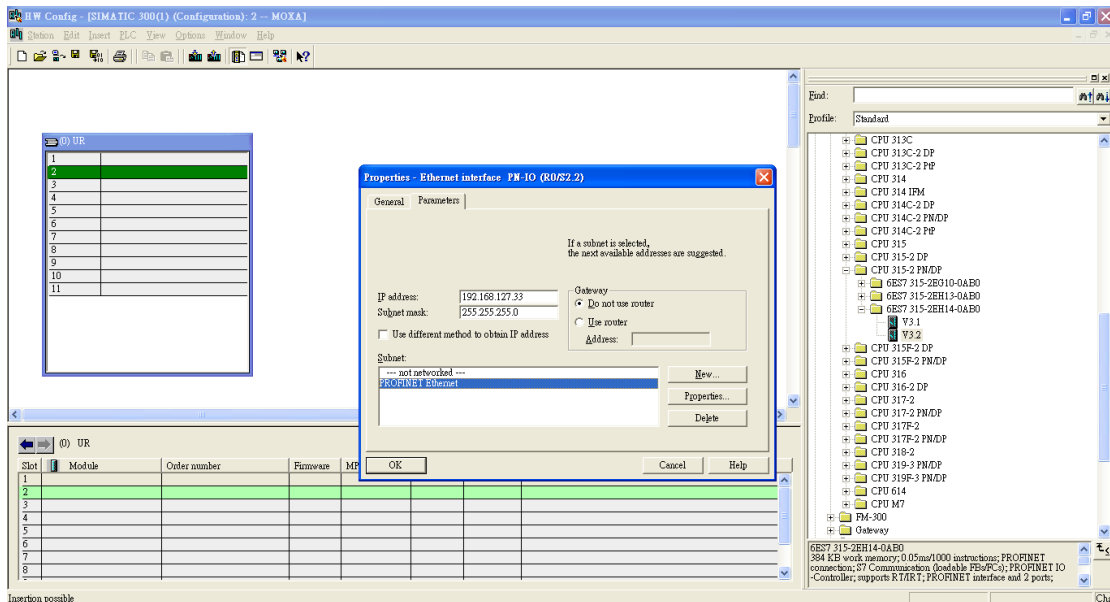 HW Config - [SIMATIC 300(1) (Configuration): 2 -- MOXA]
Station Edit Insert PLC View Options Window Help
Find:
Profile: Standard
(0) UR
1
2
3
4
5
6
7
8
9
10
11
Properties - Ethernet interface PN-IO (R0/S2.2)
General Parameters
If a subnet is selected,
the next available addresses are suggested.
IP address: 192.168.127.33
Subnet mask: 255.255.255.0
Use different method to obtain IP address
Gateway
Do not use router
Use router
Address:
Subnet:
--- not networked ---
PROFINET Ethernet
New...
Properties...
Delete
OK Cancel Help
CPU 313C
CPU 313C-2 DP
CPU 313C-2 PtP
CPU 314
CPU 314 IFM
CPU 314C-2 DP
CPU 314C-2 PN/DP
CPU 314C-2 PtP
CPU 315
CPU 315-2 DP
CPU 315-2 PN/DP
6ES7 315-2EG10-0AB0
6ES7 315-2EH13-0AB0
6ES7 315-2EH14-0AB0
V3.1
V3.2
CPU 315F-2 DP
CPU 315F-2 PN/DP
CPU 316
CPU 316-2 DP
CPU 317-2
CPU 317-2 PN/DP
CPU 317F-2
CPU 317F-2 PN/DP
CPU 318-2
CPU 319-3 PN/DP
CPU 319F-3 PN/DP
CPU 614
CPU M7
FM-300
Gateway
(0) UR
Slot Module Order number Firmware MP
1
2
3
4
5
6
7
8
6ES7 315-2EH14-0AB0
384 KB work memory; 0.05ms/1000 instructions; PROFINET
connection; S7 Communication (loadable FBs/FCs); PROFINET IO
-Controller; supports RT/IRT; PROFINET interface and 2 ports;
Insertion possible Ch